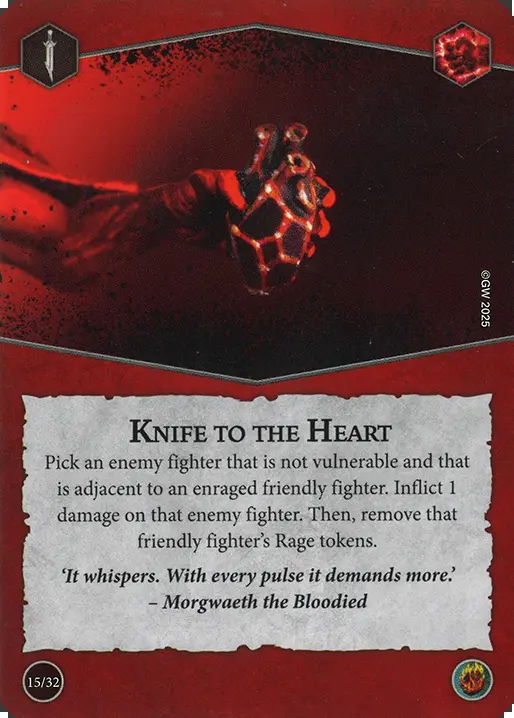 ©GW 2025
KNIFE TO THE HEART
Pick an enemy fighter that is not vulnerable and that
is adjacent to an enraged friendly fighter. Inflict 1
damage on that enemy fighter. Then, remove that
friendly fighter's Rage tokens.
‘It whispers. With every pulse it demands more.’
– Morgwaeth the Bloodied
15/32